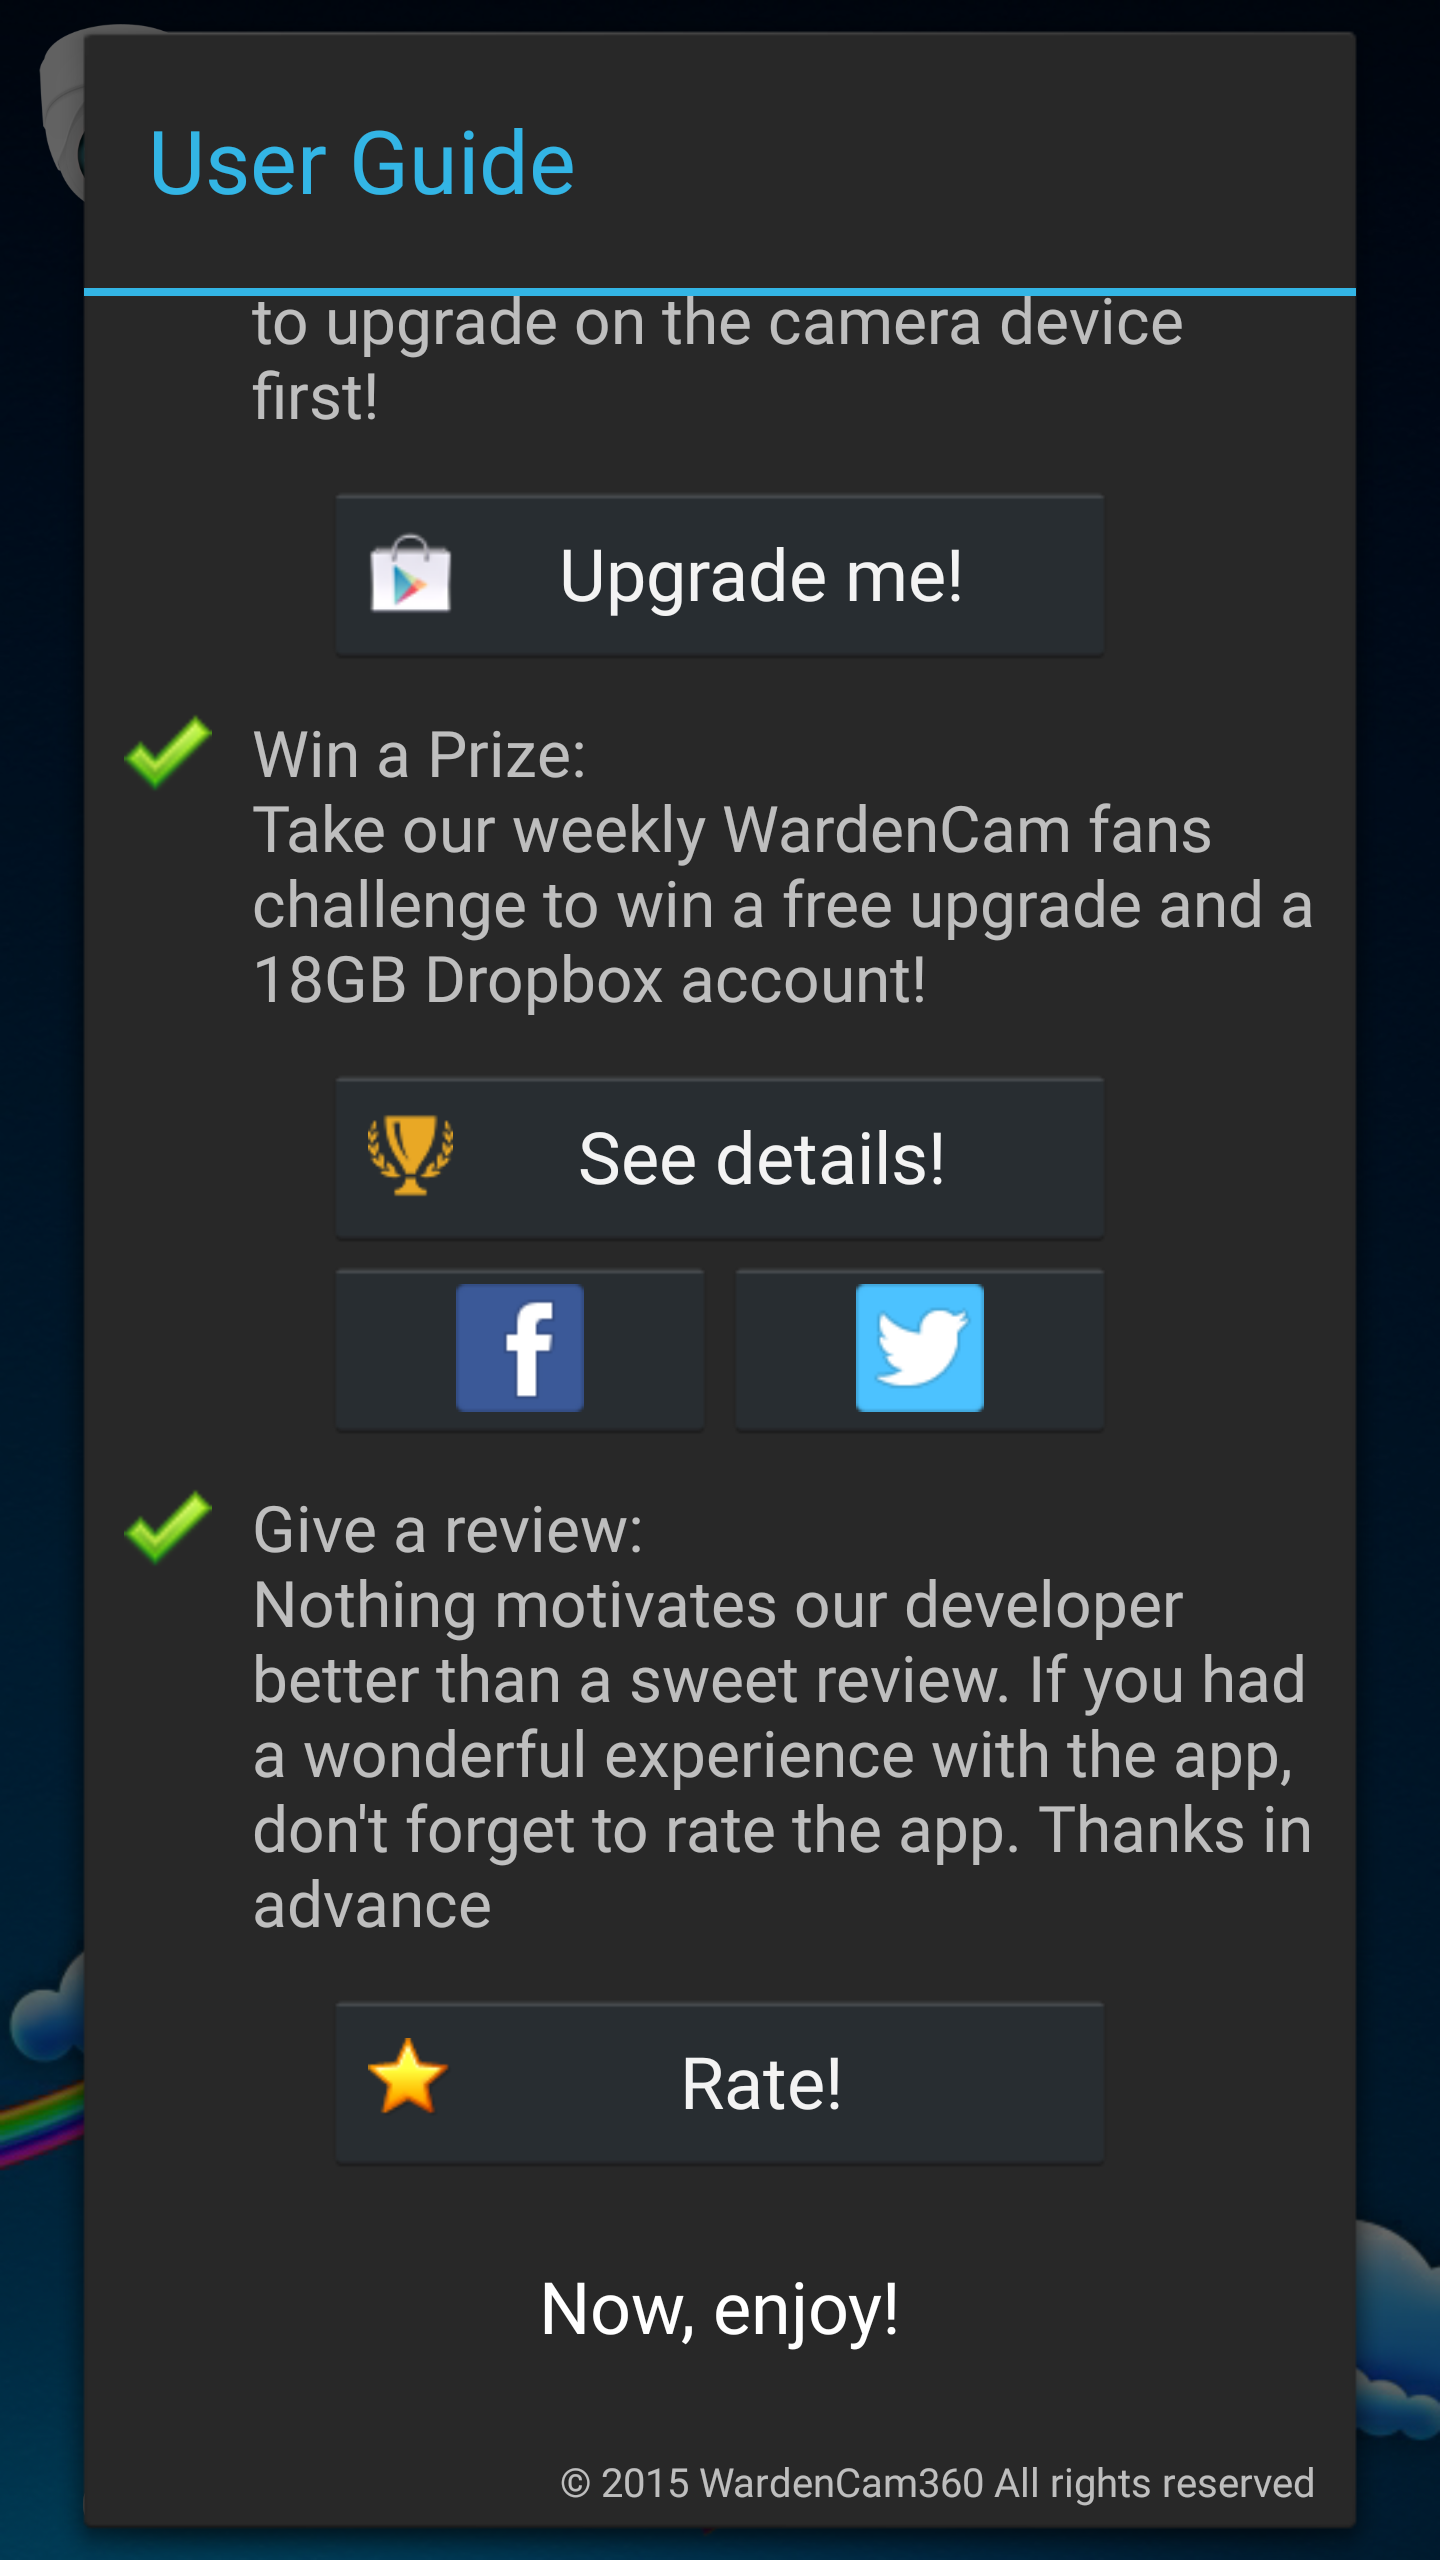 User Guide
to upgrade on the camera device
first!
Upgrade me!
Win a Prize:
Take our weekly WardenCam fans
challenge to win a free upgrade and a
18GB Dropbox account!
See details!
Give a review:
Nothing motivates our developer
better than a sweet review. If you had
a wonderful experience with the app,
don't forget to rate the app. Thanks in
advance
Rate!
Now, enjoy!
© 2015 WardenCam360 All rights reserved